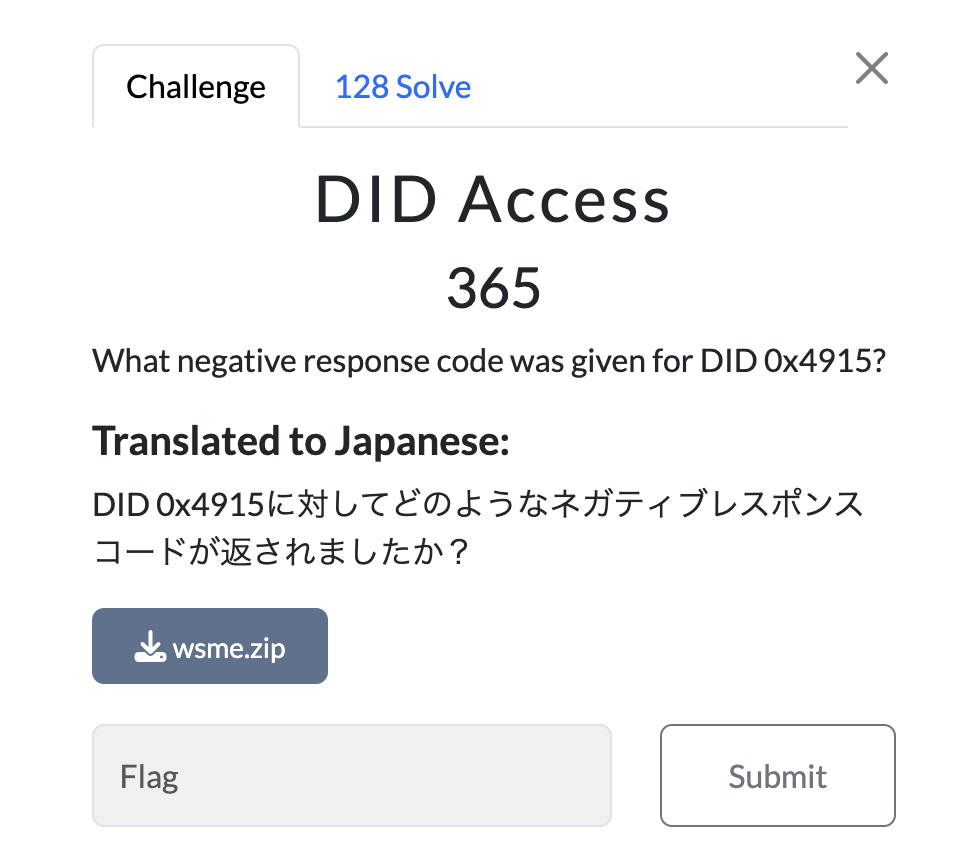 Challenge
128 Solve
DID Access
365
What negative response code was given for DID 0x4915?
Translated to Japanese:
DID 0x4915に対してどのようなネガティブレスポンス
コードが返されましたか？
wsme.zip
Flag
Submit